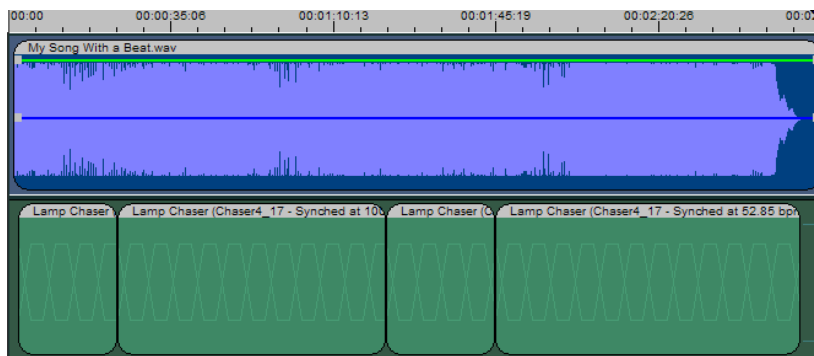 00:00 00:00:35:06 00:01:10:13 00:01:45:19 00:02:20:26
My Song With a Beat.wav
Lamp Chaser Lamp Chaser (Chaser4_17 - Synched at Lamp Chaser Lamp Chaser (Chaser4_17 - Synched at 52.85